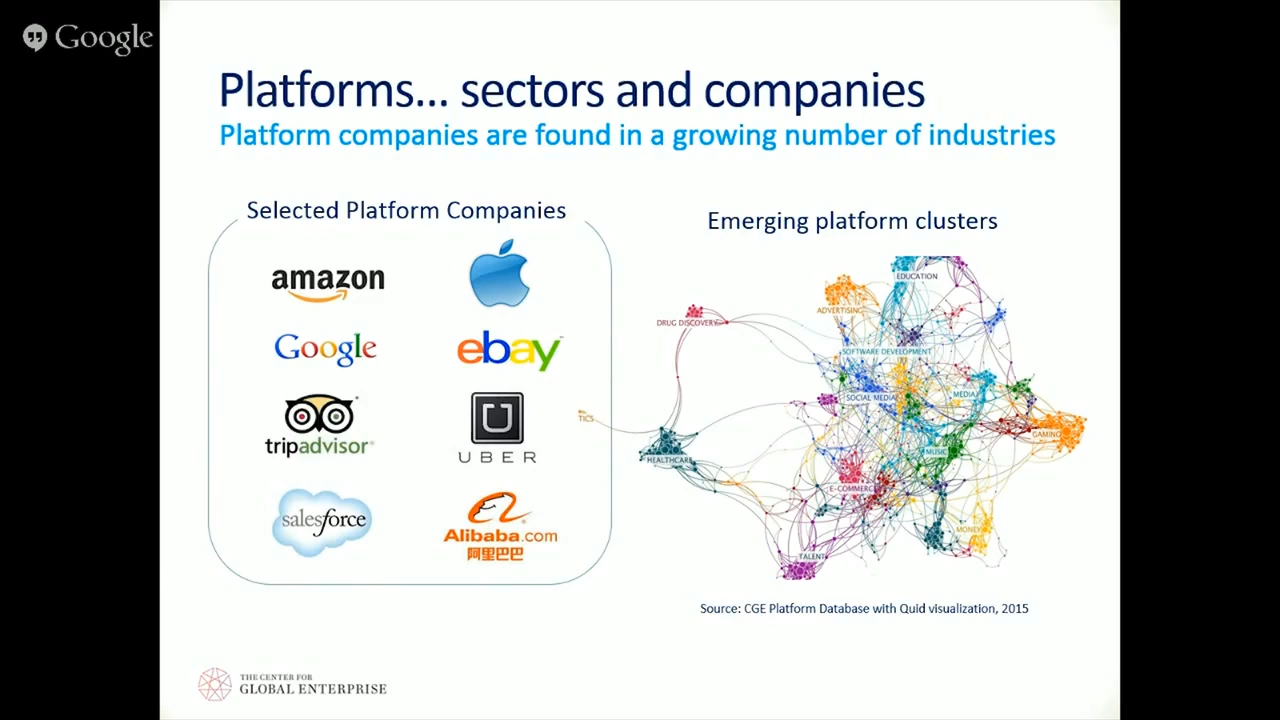 Google
Platforms... sectors and companies
Platform companies are found in a growing number of industries
Selected Platform Companies
amazon
Google
ebay
tripadvisor
UBER
salesforce
Alibaba.com
阿里巴巴
Emerging platform clusters
EDUCATION
ADVERTISING
DRUG DISCOVERY
SOFTWARE DEVELOPMENT
SOCIAL MEDIA
MEDIA
TICS
GAMING
HEALTHCARE
MUSIC
E-COMMERCE
MONEY
TALENT
Source: CGE Platform Database with Quid visualization, 2015
THE CENTER FOR
GLOBAL ENTERPRISE